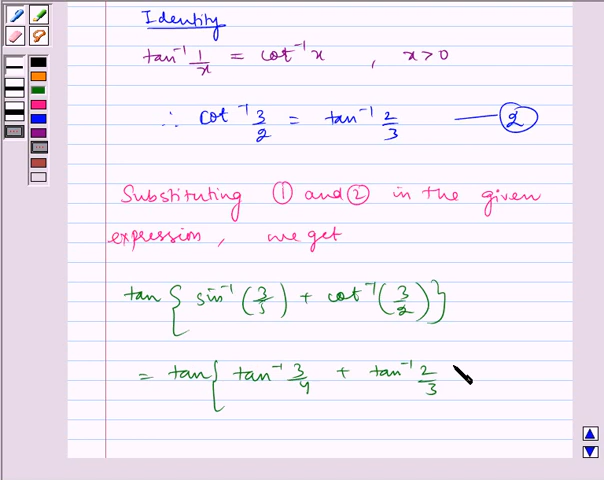 Identity
tan⁻¹ 1/x = cot⁻¹ x , x > 0
∴ cot⁻¹ 3/2 = tan⁻¹ 2/3 —— ②
Substituting ① and ② in the given
expression, we get
tan { sin⁻¹ (3/5) + cot⁻¹ (3/2) }
= tan { tan⁻¹ 3/4 + tan⁻¹ 2/3